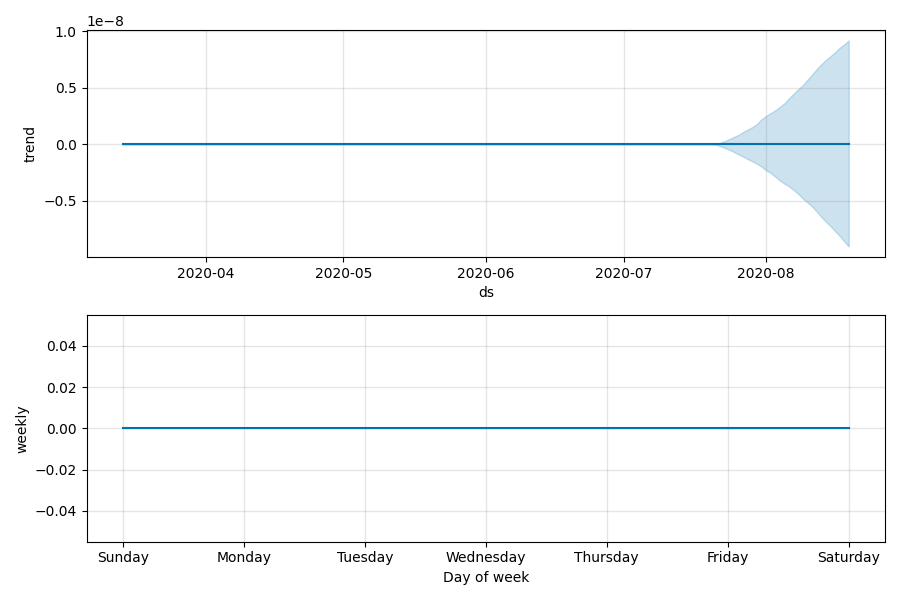 1e−8
1.0
0.5
0.0
−0.5
trend
2020-04 2020-05 2020-06 2020-07 2020-08
ds
0.04
0.02
0.00
−0.02
−0.04
weekly
Sunday Monday Tuesday Wednesday Thursday Friday Saturday
Day of week